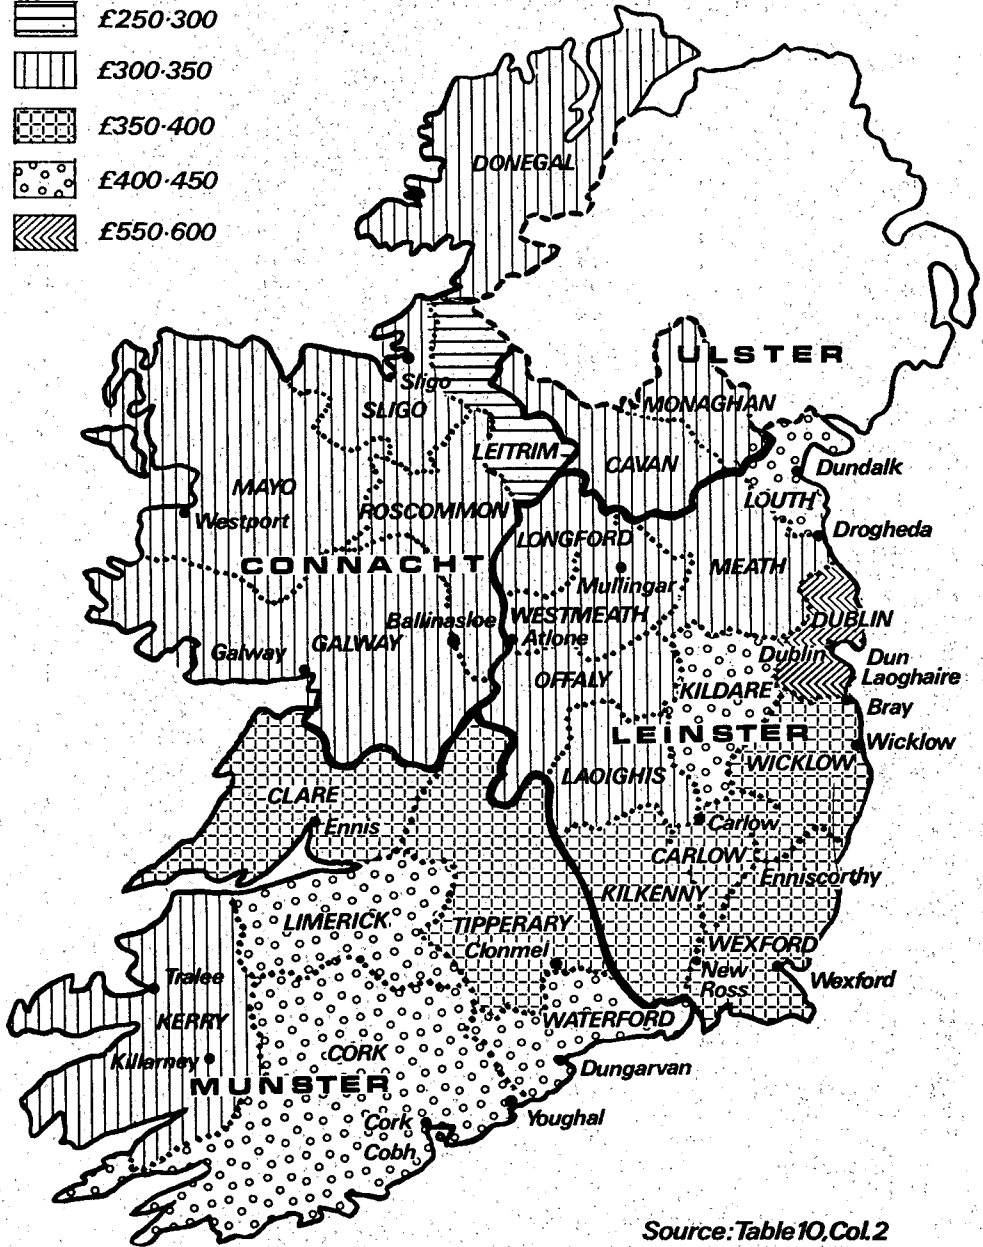 £250·300
£300·350
£350·400
£400·450
£550·600
DONEGAL
ULSTER
Sligo
SLIGO
MONAGHAN
LEITRIM
CAVAN
Dundalk
MAYO
LOUTH
Westport
ROSCOMMON
LONGFORD
Drogheda
CONNACHT
Mullingar
MEATH
Ballinasloe
WESTMEATH
DUBLIN
Galway
GALWAY
Atlone
Dublin
Dun
Laoghaire
OFFALY
KILDARE
Bray
LEINSTER
Wicklow
WICKLOW
LAOIGHIS
CLARE
Ennis
Carlow
CARLOW
Enniscorthy
KILKENNY
LIMERICK
TIPPERARY
Clonmel
WEXFORD
New
Ross
Wexford
Tralee
KERRY
WATERFORD
Killarney
CORK
Dungarvan
MUNSTER
Cork
Youghal
Cobh
Source: Table 10, Col. 2